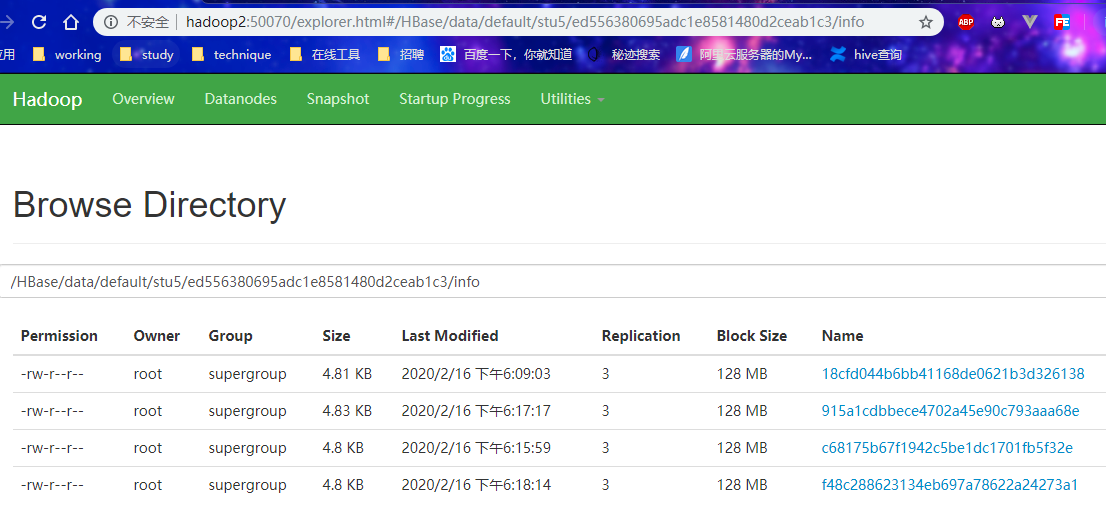 不安全 | hadoop2:50070/explorer.html#/HBase/data/default/stu5/ed556380695adc1e8581480d2ceab1c3/info ABP FE
应用 working study technique 在线工具 招聘 百度一下，你就知道 秘迹搜索 阿里云服务器的My... hive查询
Hadoop Overview Datanodes Snapshot Startup Progress Utilities
Browse Directory
/HBase/data/default/stu5/ed556380695adc1e8581480d2ceab1c3/info
Permission Owner Group Size Last Modified Replication Block Size Name
-rw-r--r-- root supergroup 4.81 KB 2020/2/16 下午6:09:03 3 128 MB 18cfd044b6bb41168de0621b3d326138
-rw-r--r-- root supergroup 4.83 KB 2020/2/16 下午6:17:17 3 128 MB 915a1cdbbece4702a45e90c793aaa68e
-rw-r--r-- root supergroup 4.8 KB 2020/2/16 下午6:15:59 3 128 MB c68175b67f1942c5be1dc1701fb5f32e
-rw-r--r-- root supergroup 4.8 KB 2020/2/16 下午6:18:14 3 128 MB f48c288623134eb697a78622a24273a1